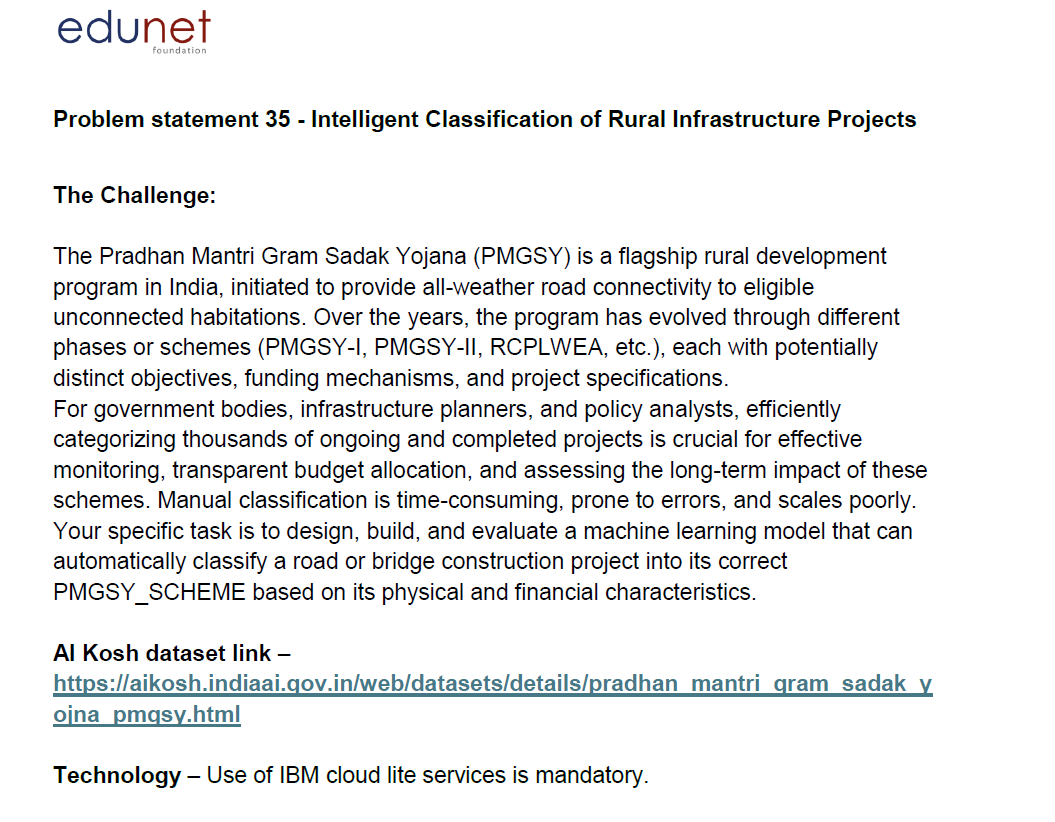 edunet
foundation
Problem statement 35 - Intelligent Classification of Rural Infrastructure Projects
The Challenge:
The Pradhan Mantri Gram Sadak Yojana (PMGSY) is a flagship rural development
program in India, initiated to provide all-weather road connectivity to eligible
unconnected habitations. Over the years, the program has evolved through different
phases or schemes (PMGSY-I, PMGSY-II, RCPLWEA, etc.), each with potentially
distinct objectives, funding mechanisms, and project specifications.
For government bodies, infrastructure planners, and policy analysts, efficiently
categorizing thousands of ongoing and completed projects is crucial for effective
monitoring, transparent budget allocation, and assessing the long-term impact of these
schemes. Manual classification is time-consuming, prone to errors, and scales poorly.
Your specific task is to design, build, and evaluate a machine learning model that can
automatically classify a road or bridge construction project into its correct
PMGSY_SCHEME based on its physical and financial characteristics.
AI Kosh dataset link –
https://aikosh.indiaai.gov.in/web/datasets/details/pradhan_mantri_gram_sadak_y
ojna_pmgsy.html
Technology – Use of IBM cloud lite services is mandatory.